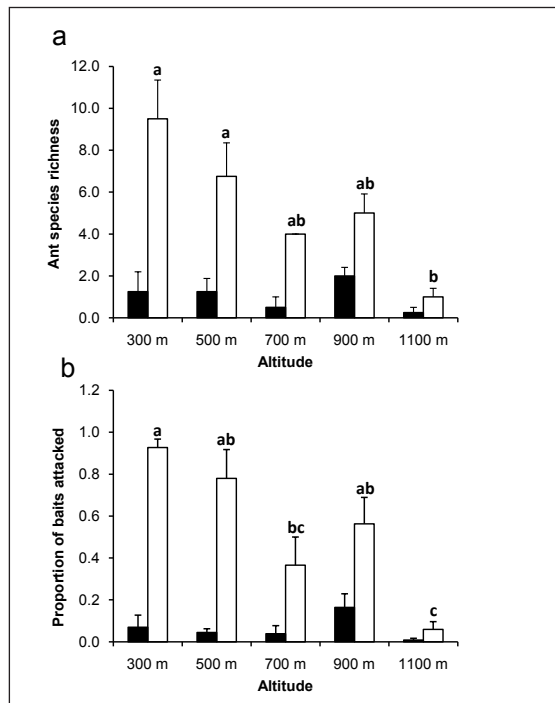 a
Ant species richness
12.0
10.0
8.0
6.0
4.0
2.0
0.0
a
a
ab
ab
b
300 m 500 m 700 m 900 m 1100 m
Altitude
b
Proportion of baits attacked
1.2
1.0
0.8
0.6
0.4
0.2
0.0
a
ab
bc
ab
c
300 m 500 m 700 m 900 m 1100 m
Altitude